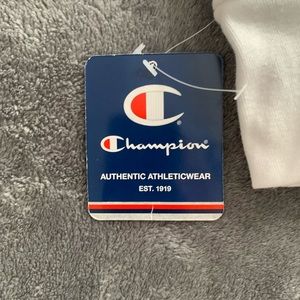 Champion
AUTHENTIC ATHLETICWEAR
EST. 1919